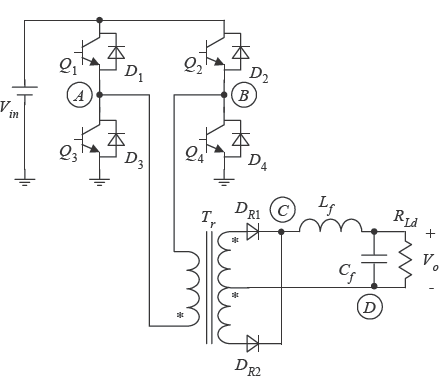 Q1 D1 Q2 D2
A B
Vin
Q3 D3 Q4 D4
Tr DR1 C Lf RLd +
* Cf Vo
* * D -
DR2